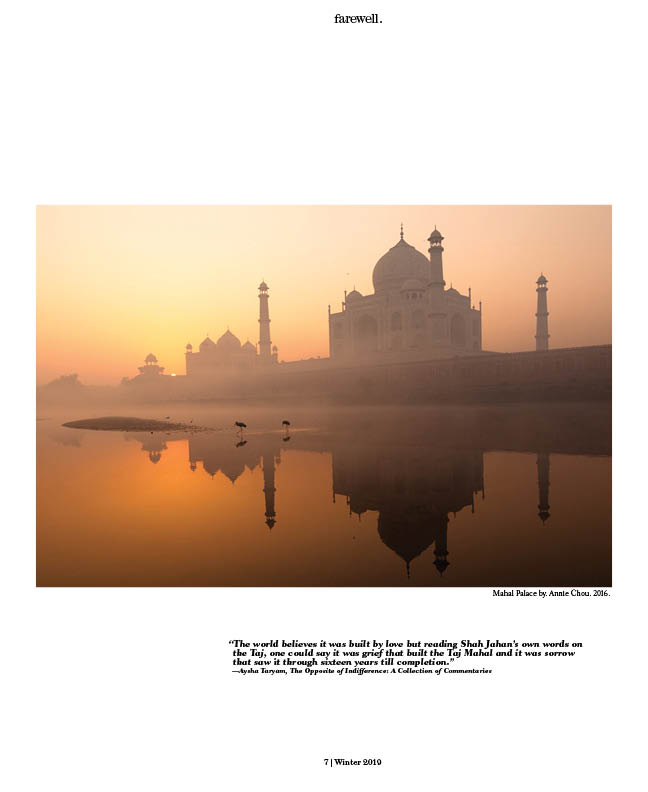 farewell.
Mahal Palace by. Annie Chou. 2016.
“The world believes it was built by love but reading Shah Jahan’s own words on
the Taj, one could say it was grief that built the Taj Mahal and it was sorrow
that saw it through sixteen years till completion.”
—Aysha Taryam, The Opposite of Indifference: A Collection of Commentaries
7 | Winter 2019